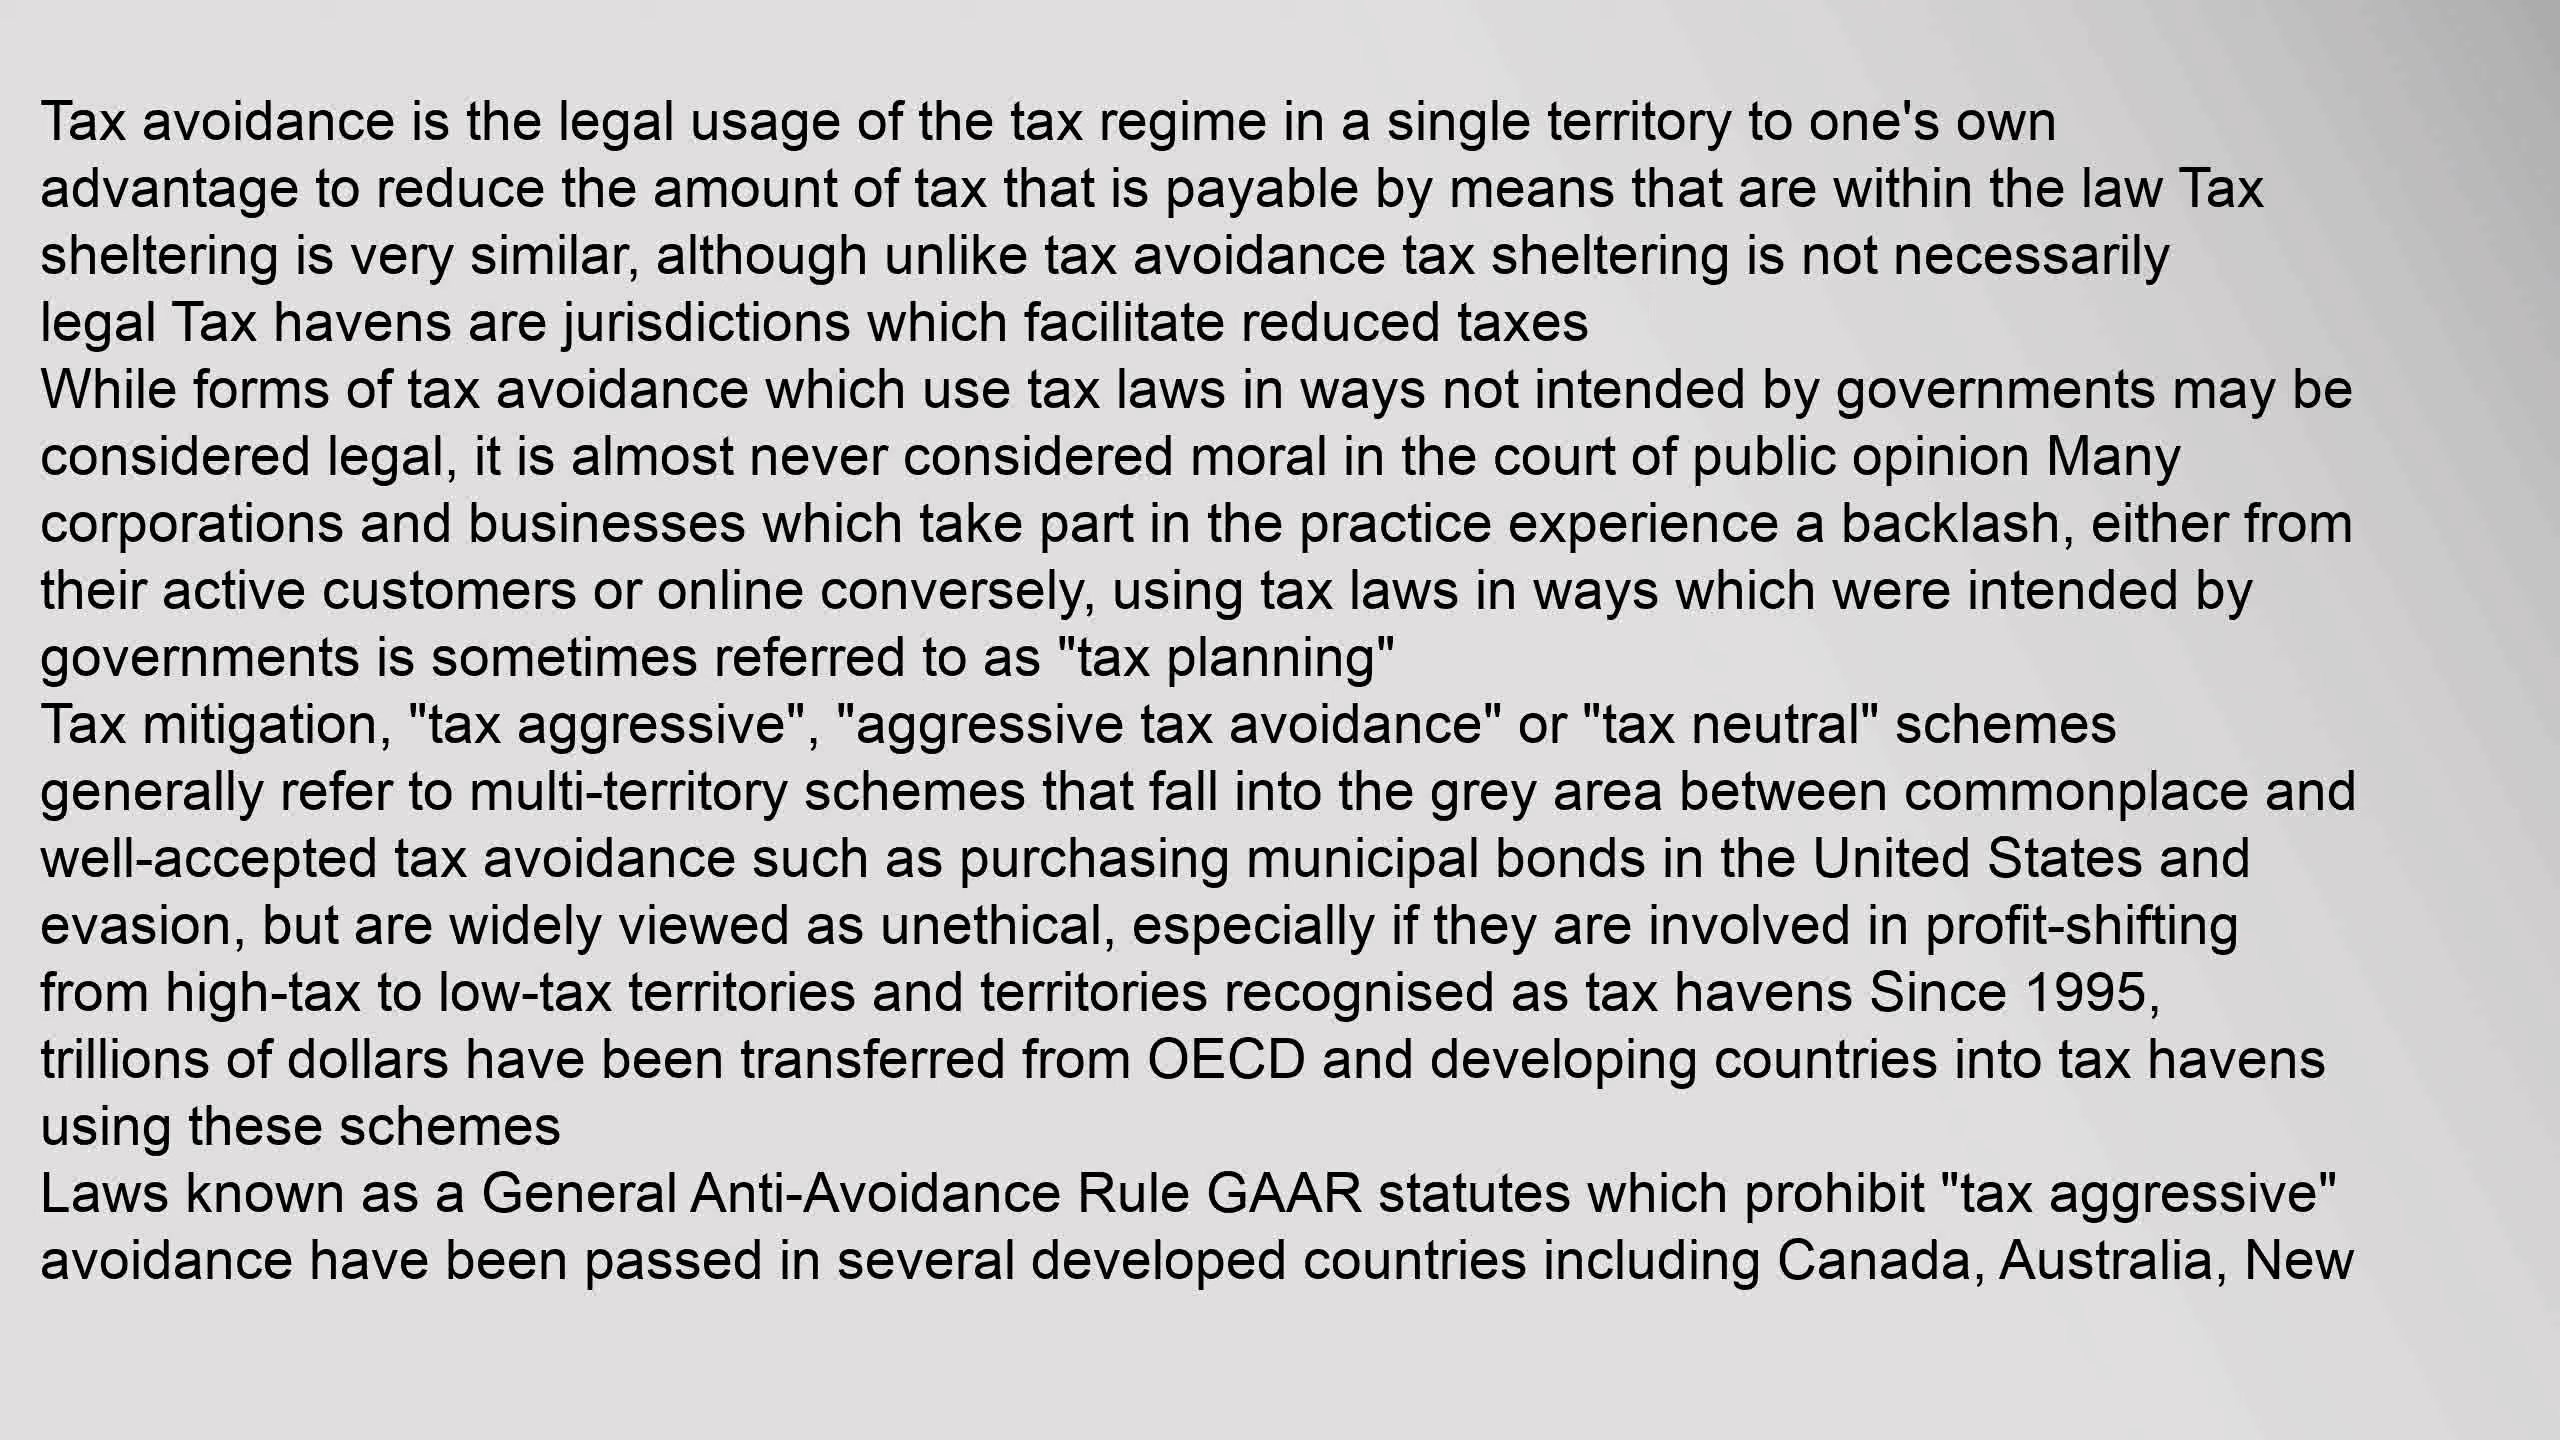 Tax avoidance is the legal usage of the tax regime in a single territory to one's own
advantage to reduce the amount of tax that is payable by means that are within the law Tax
sheltering is very similar, although unlike tax avoidance tax sheltering is not necessarily
legal Tax havens are jurisdictions which facilitate reduced taxes
While forms of tax avoidance which use tax laws in ways not intended by governments may be
considered legal, it is almost never considered moral in the court of public opinion Many
corporations and businesses which take part in the practice experience a backlash, either from
their active customers or online conversely, using tax laws in ways which were intended by
governments is sometimes referred to as "tax planning"
Tax mitigation, "tax aggressive", "aggressive tax avoidance" or "tax neutral" schemes
generally refer to multi-territory schemes that fall into the grey area between commonplace and
well-accepted tax avoidance such as purchasing municipal bonds in the United States and
evasion, but are widely viewed as unethical, especially if they are involved in profit-shifting
from high-tax to low-tax territories and territories recognised as tax havens Since 1995,
trillions of dollars have been transferred from OECD and developing countries into tax havens
using these schemes
Laws known as a General Anti-Avoidance Rule GAAR statutes which prohibit "tax aggressive"
avoidance have been passed in several developed countries including Canada, Australia, New